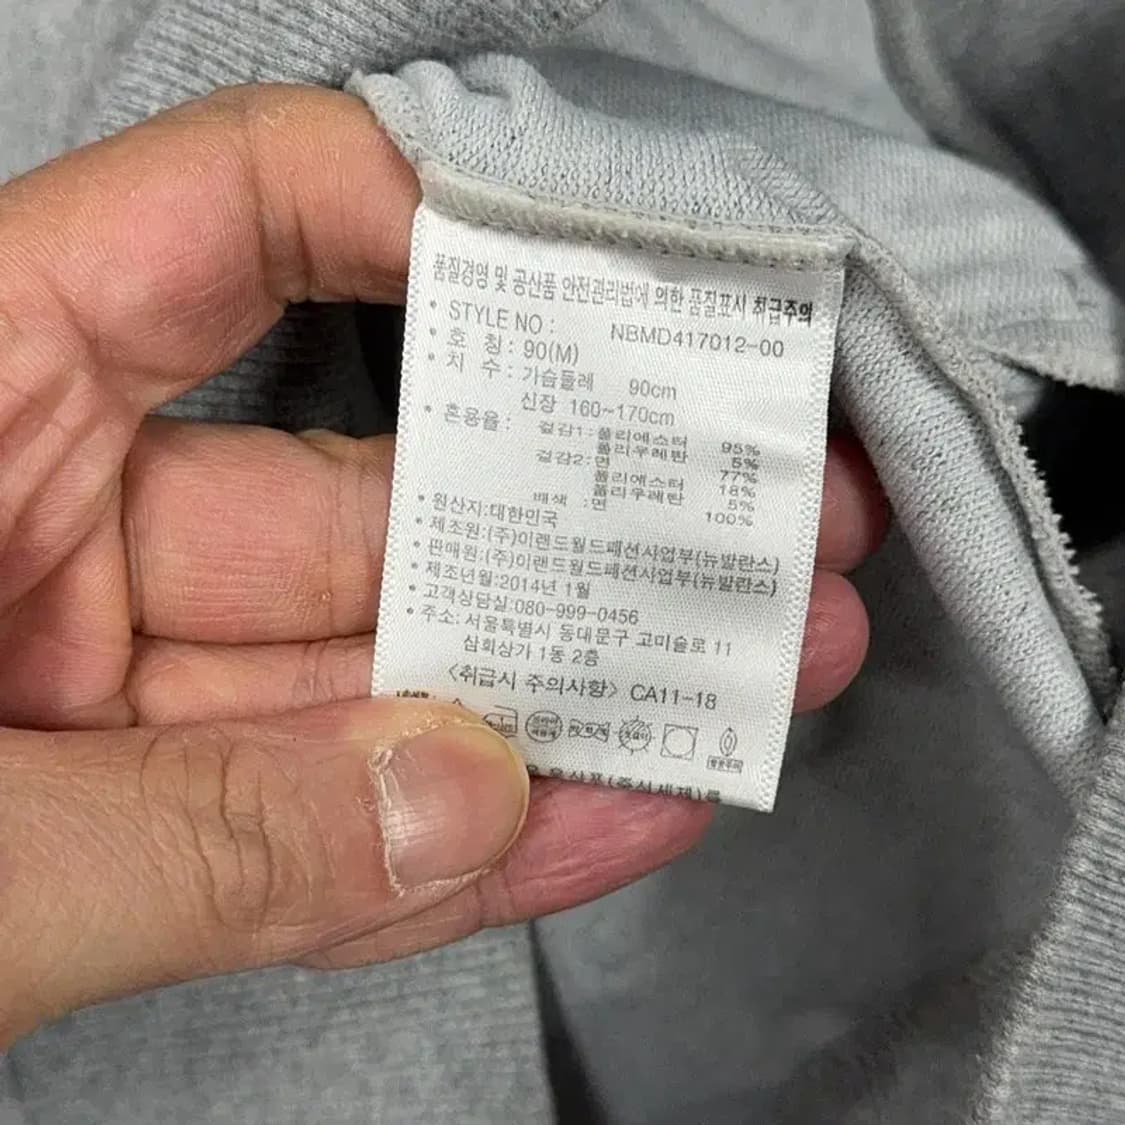 품질경영 및 공산품 안전관리법에 의한 품질표시 취급주의
• STYLE NO : NBMD417012-00
• 호 칭 : 90(M)
• 치 수 : 가슴둘레 90cm
신장 160~170cm
• 혼용율 : 겉감1:폴리에스터 95%
폴리우레탄 5%
겉감2:면 77%
폴리에스터 18%
폴리우레탄 5%
배색 :면 100%
• 원산지:대한민국
• 제조원:(주)이랜드월드패션사업부(뉴발란스)
• 판매원:(주)이랜드월드패션사업부(뉴발란스)
• 제조년월:2014년 1월
• 고객상담실:080-999-0456
• 주소: 서울특별시 동대문구 고미술로 11
삼희상가 1동 2층
<취급시 주의사항> CA11-18
드라이
(중성세제)를